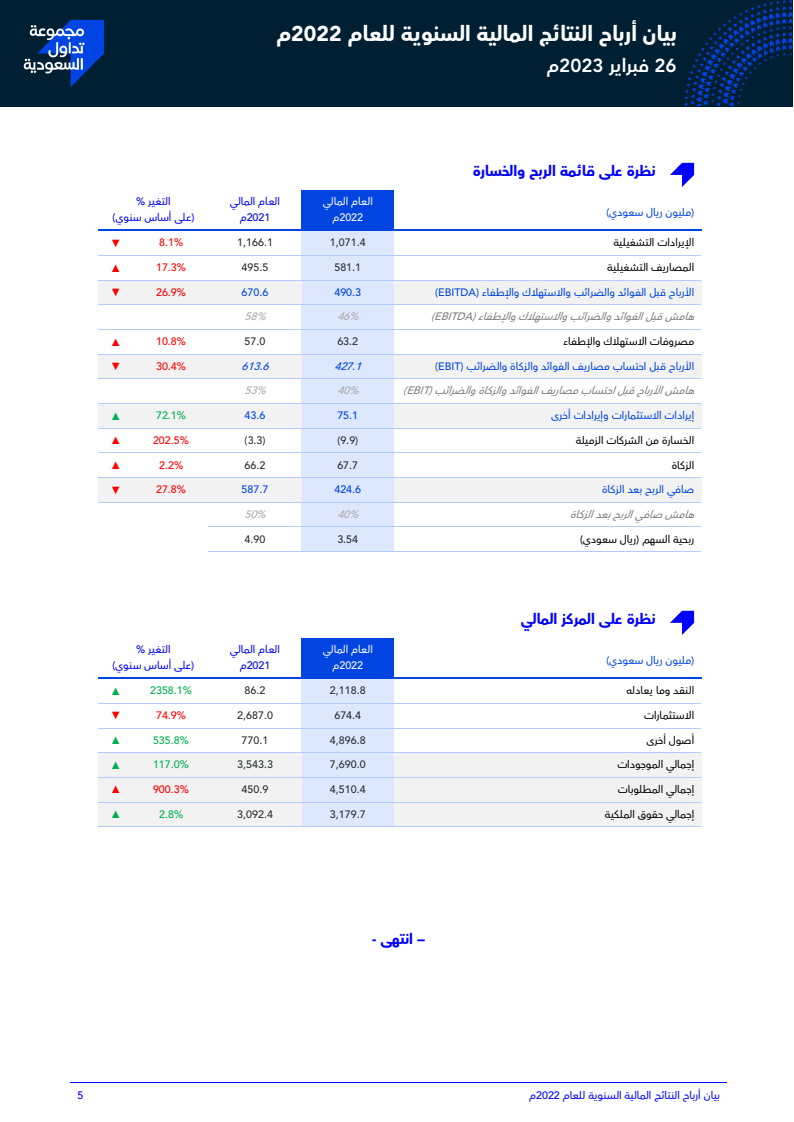 بيان أرباح النتائج المالية السنوية للعام 2022م
26 فبراير 2023م
مجموعة
تداول
السعودية
نظرة على قائمة الربح والخسارة
(مليون ريال سعودي) العام المالي 2022م العام المالي 2021م التغير % (على أساس سنوي)
الإيرادات التشغيلية 1,071.4 1,166.1 8.1% ▼
المصاريف التشغيلية 581.1 495.5 17.3% ▲
الأرباح قبل الفوائد والضرائب والاستهلاك والإطفاء (EBITDA) 490.3 670.6 26.9% ▼
هامش قبل الفوائد والضرائب والاستهلاك والإطفاء (EBITDA) 46% 58%
مصروفات الاستهلاك والإطفاء 63.2 57.0 10.8% ▲
الأرباح قبل احتساب مصاريف الفوائد والزكاة والضرائب (EBIT) 427.1 613.6 30.4% ▼
هامش الأرباح قبل احتساب مصاريف الفوائد والزكاة والضرائب (EBIT) 40% 53%
إيرادات الاستثمارات وإيرادات أخرى 75.1 43.6 72.1% ▲
الخسارة من الشركات الزميلة (9.9) (3.3) 202.5% ▲
الزكاة 67.7 66.2 2.2% ▲
صافي الربح بعد الزكاة 424.6 587.7 27.8% ▼
هامش صافي الربح بعد الزكاة 40% 50%
ربحية السهم (ريال سعودي) 3.54 4.90
نظرة على المركز المالي
(مليون ريال سعودي) العام المالي 2022م العام المالي 2021م التغير % (على أساس سنوي)
النقد وما يعادله 2,118.8 86.2 2358.1% ▲
الاستثمارات 674.4 2,687.0 74.9% ▼
أصول أخرى 4,896.8 770.1 535.8% ▲
إجمالي الموجودات 7,690.0 3,543.3 117.0% ▲
إجمالي المطلوبات 4,510.4 450.9 900.3% ▲
إجمالي حقوق الملكية 3,179.7 3,092.4 2.8% ▲
– انتهى -
بيان أرباح النتائج المالية السنوية للعام 2022م 5